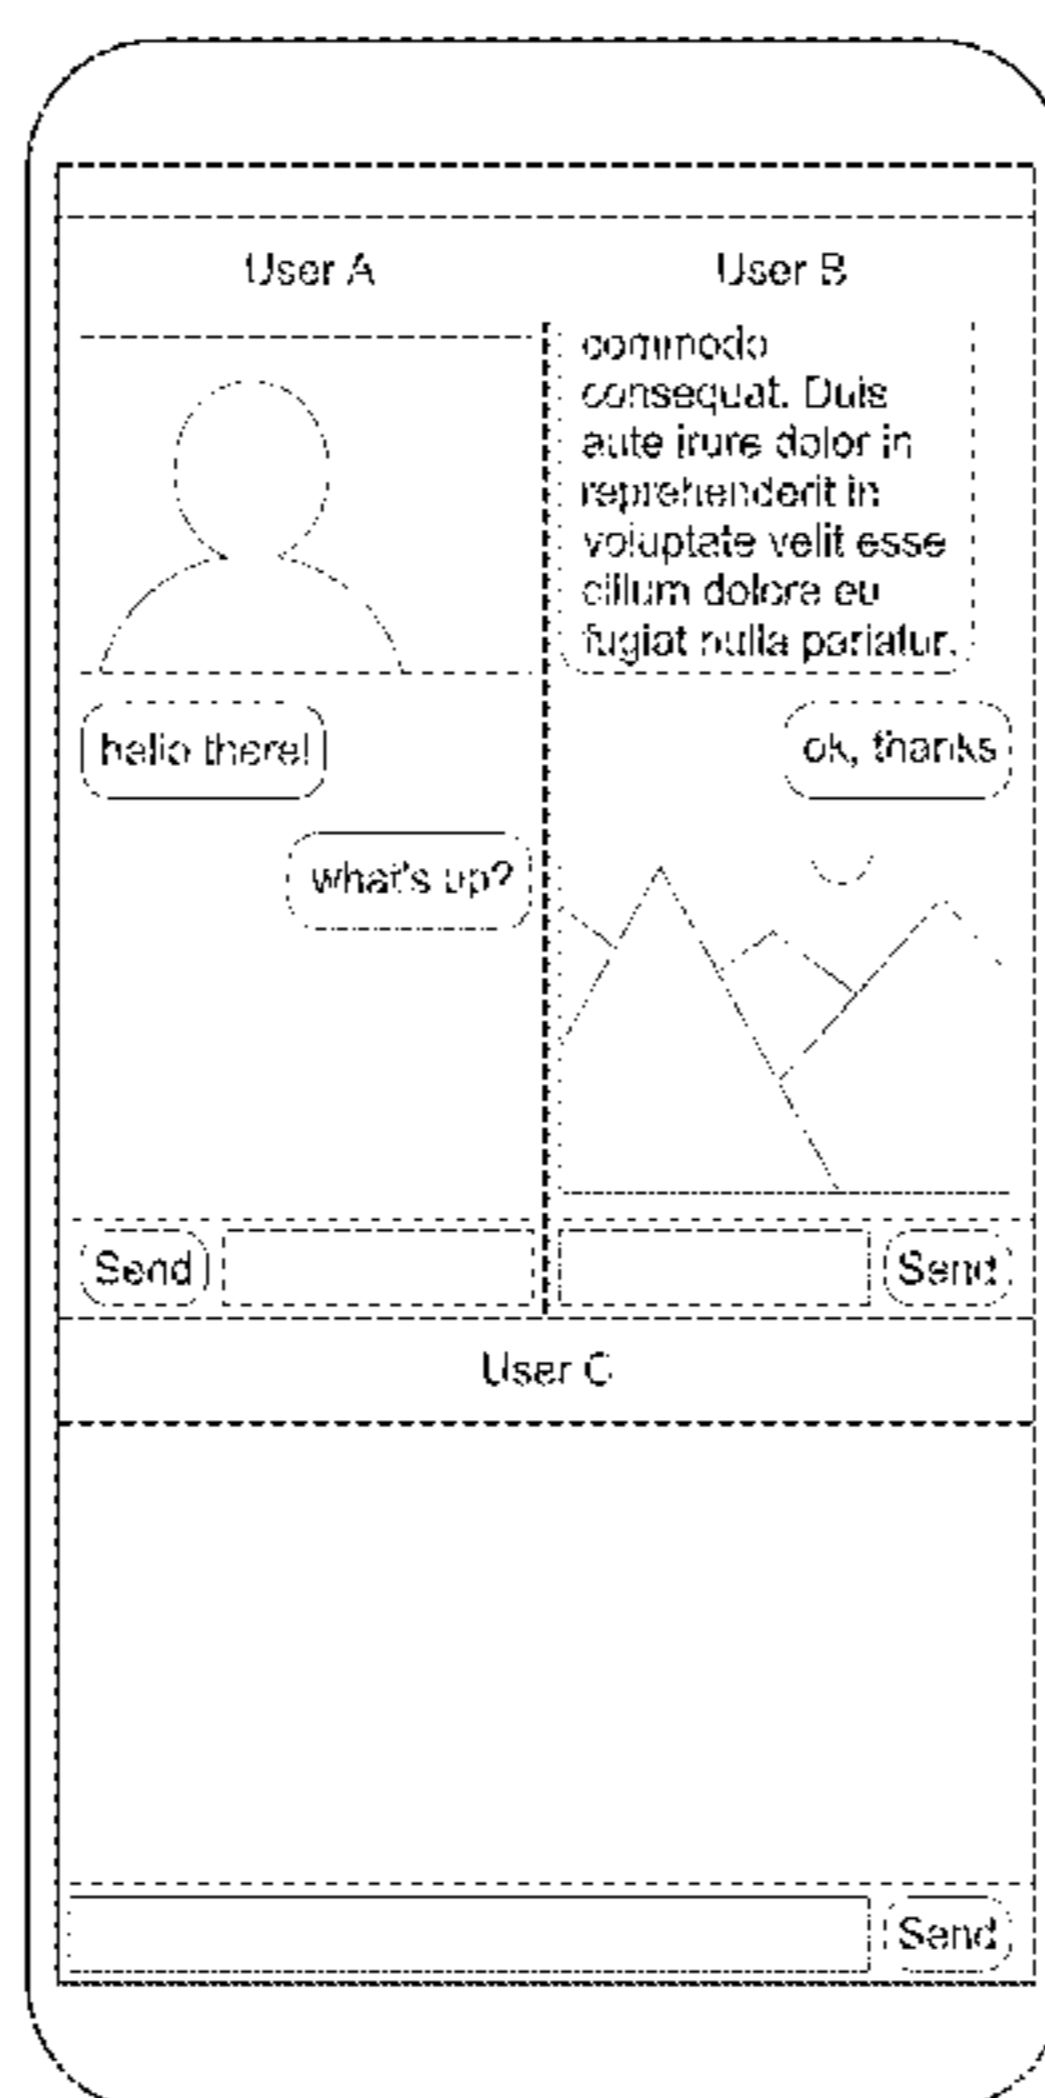 User A
User B
commodo
consequat. Duis
aute irure dolor in
reprehenderit in
voluptate velit esse
cillum dolore eu
fugiat nulla pariatur.
hello there!
ok, thanks
what's up?
Send
Send
User C
Send